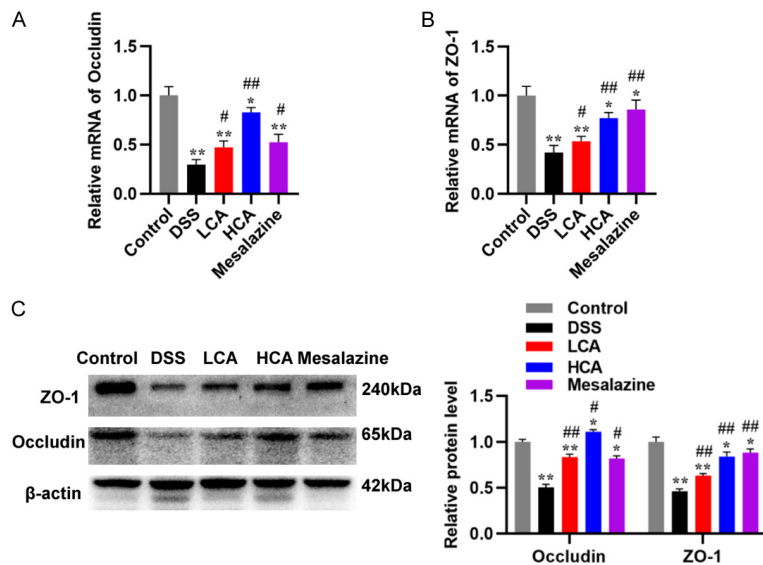 A
Relative mRNA of Occludin
1.5
1.0
0.5
0.0
**
#
**
##
*
#
**
Control
DSS
LCA
HCA
Mesalazine
B
Relative mRNA of ZO-1
1.5
1.0
0.5
0.0
**
#
**
##
*
##
*
Control
DSS
LCA
HCA
Mesalazine
C
Control DSS LCA HCA Mesalazine
ZO-1 240kDa
Occludin 65kDa
β-actin 42kDa
Control
DSS
LCA
HCA
Mesalazine
Relative protein level
1.5
1.0
0.5
0.0
**
##
**
#
*
#
*
**
##
**
##
*
##
*
Occludin ZO-1